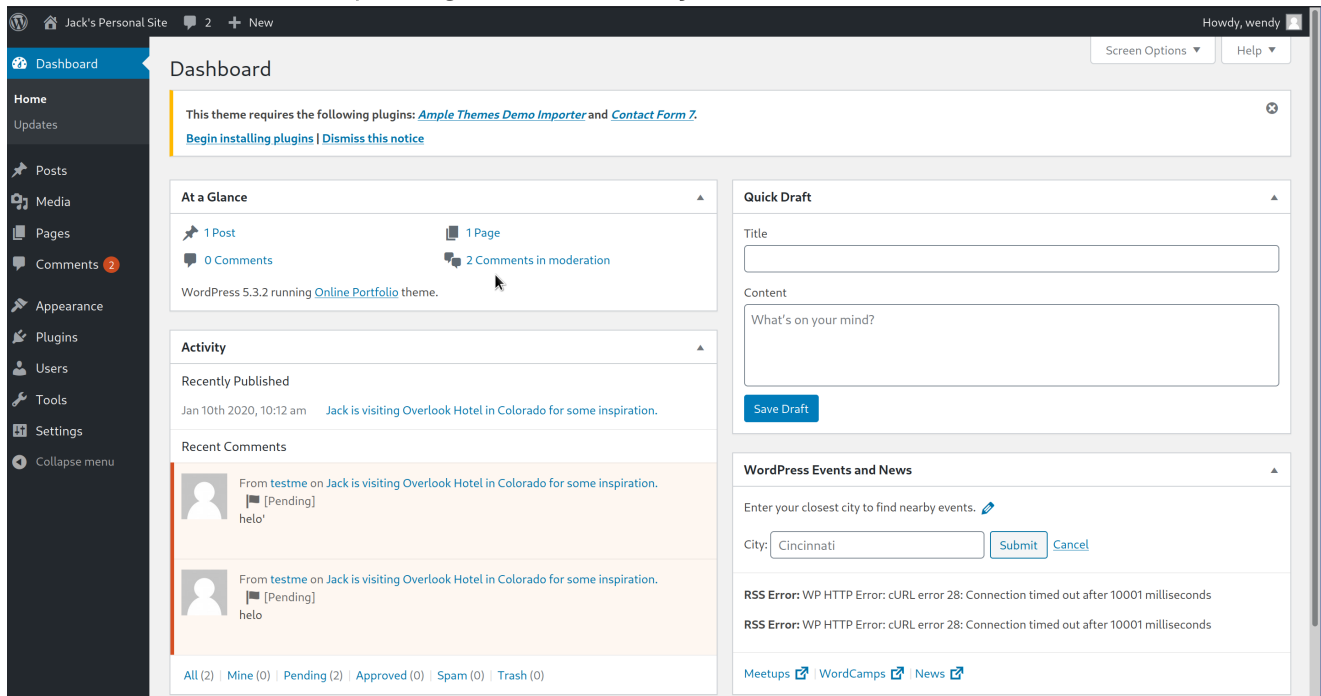 Jack's Personal Site 2 + New Howdy, wendy
Screen Options ▼ Help ▼
Dashboard
Home
Updates
Posts
Media
Pages
Comments 2
Appearance
Plugins
Users
Tools
Settings
Collapse menu
Dashboard
This theme requires the following plugins: Ample Themes Demo Importer and Contact Form 7.
Begin installing plugins | Dismiss this notice
At a Glance
1 Post 1 Page
0 Comments 2 Comments in moderation
WordPress 5.3.2 running Online Portfolio theme.
Activity
Recently Published
Jan 10th 2020, 10:12 am Jack is visiting Overlook Hotel in Colorado for some inspiration.
Recent Comments
From testme on Jack is visiting Overlook Hotel in Colorado for some inspiration.
[Pending]
helo'
From testme on Jack is visiting Overlook Hotel in Colorado for some inspiration.
[Pending]
helo
All (2) | Mine (0) | Pending (2) | Approved (0) | Spam (0) | Trash (0)
Quick Draft
Title
Content
What's on your mind?
Save Draft
WordPress Events and News
Enter your closest city to find nearby events.
City: Cincinnati Submit Cancel
RSS Error: WP HTTP Error: cURL error 28: Connection timed out after 10001 milliseconds
RSS Error: WP HTTP Error: cURL error 28: Connection timed out after 10001 milliseconds
Meetups | WordCamps | News